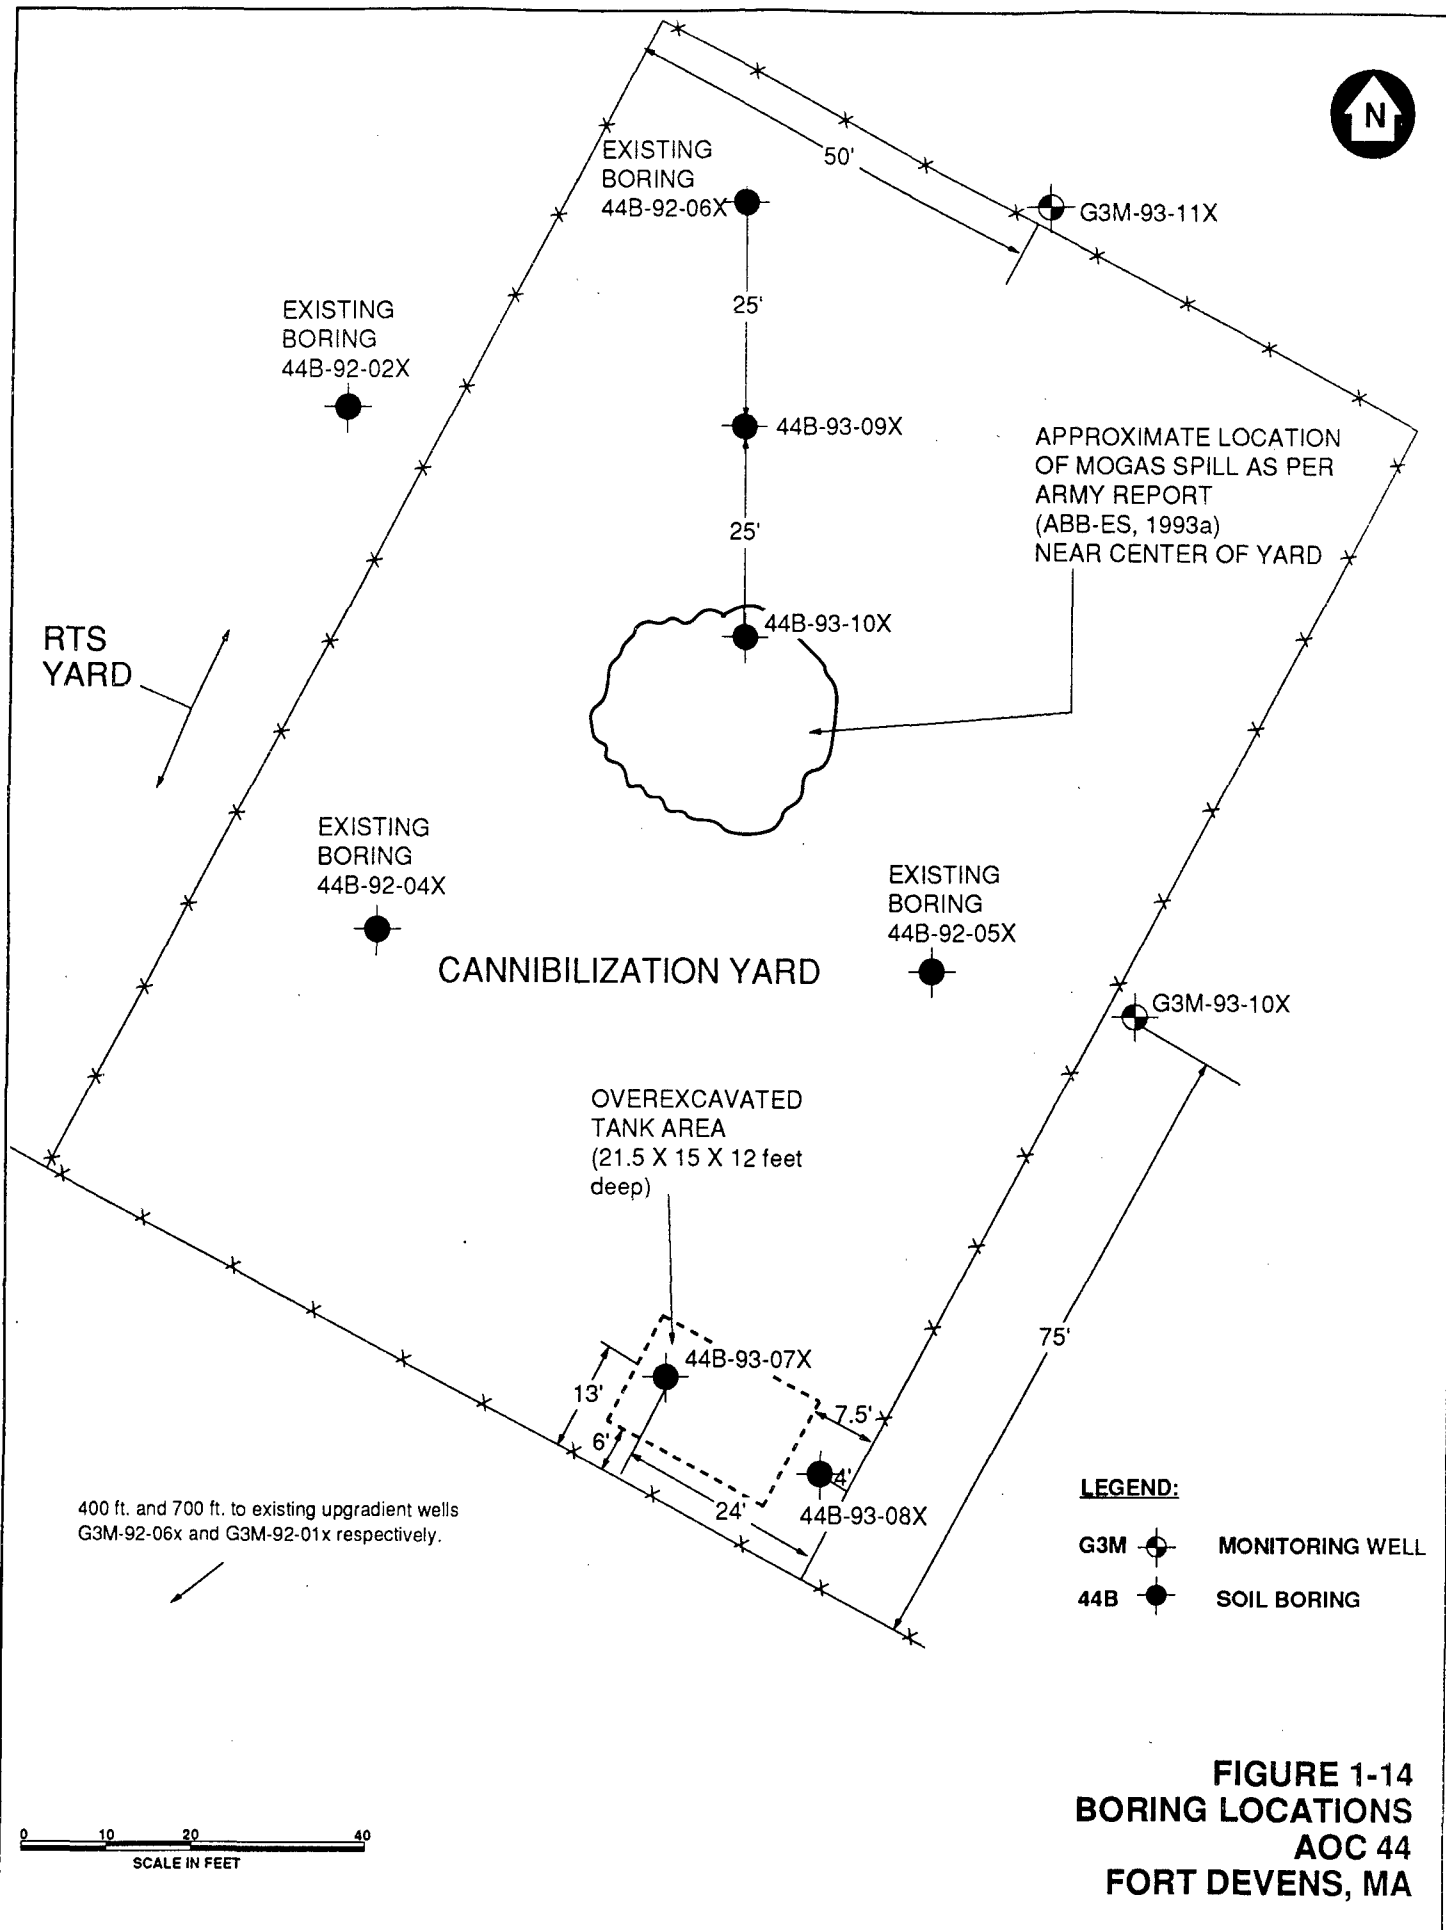 N
50'
EXISTING
BORING
44B-92-06X
G3M-93-11X
25'
EXISTING
BORING
44B-92-02X
44B-93-09X
APPROXIMATE LOCATION
OF MOGAS SPILL AS PER
ARMY REPORT
(ABB-ES, 1993a)
NEAR CENTER OF YARD
25'
44B-93-10X
RTS
YARD
EXISTING
BORING
44B-92-04X
EXISTING
BORING
44B-92-05X
CANNIBILIZATION YARD
G3M-93-10X
OVEREXCAVATED
TANK AREA
(21.5 X 15 X 12 feet
deep)
75'
44B-93-07X
13'
7.5'
6'
4'
24'
44B-93-08X
400 ft. and 700 ft. to existing upgradient wells
G3M-92-06x and G3M-92-01x respectively.
LEGEND:
G3M MONITORING WELL
44B SOIL BORING
FIGURE 1-14
BORING LOCATIONS
AOC 44
FORT DEVENS, MA
0 10 20 40
SCALE IN FEET